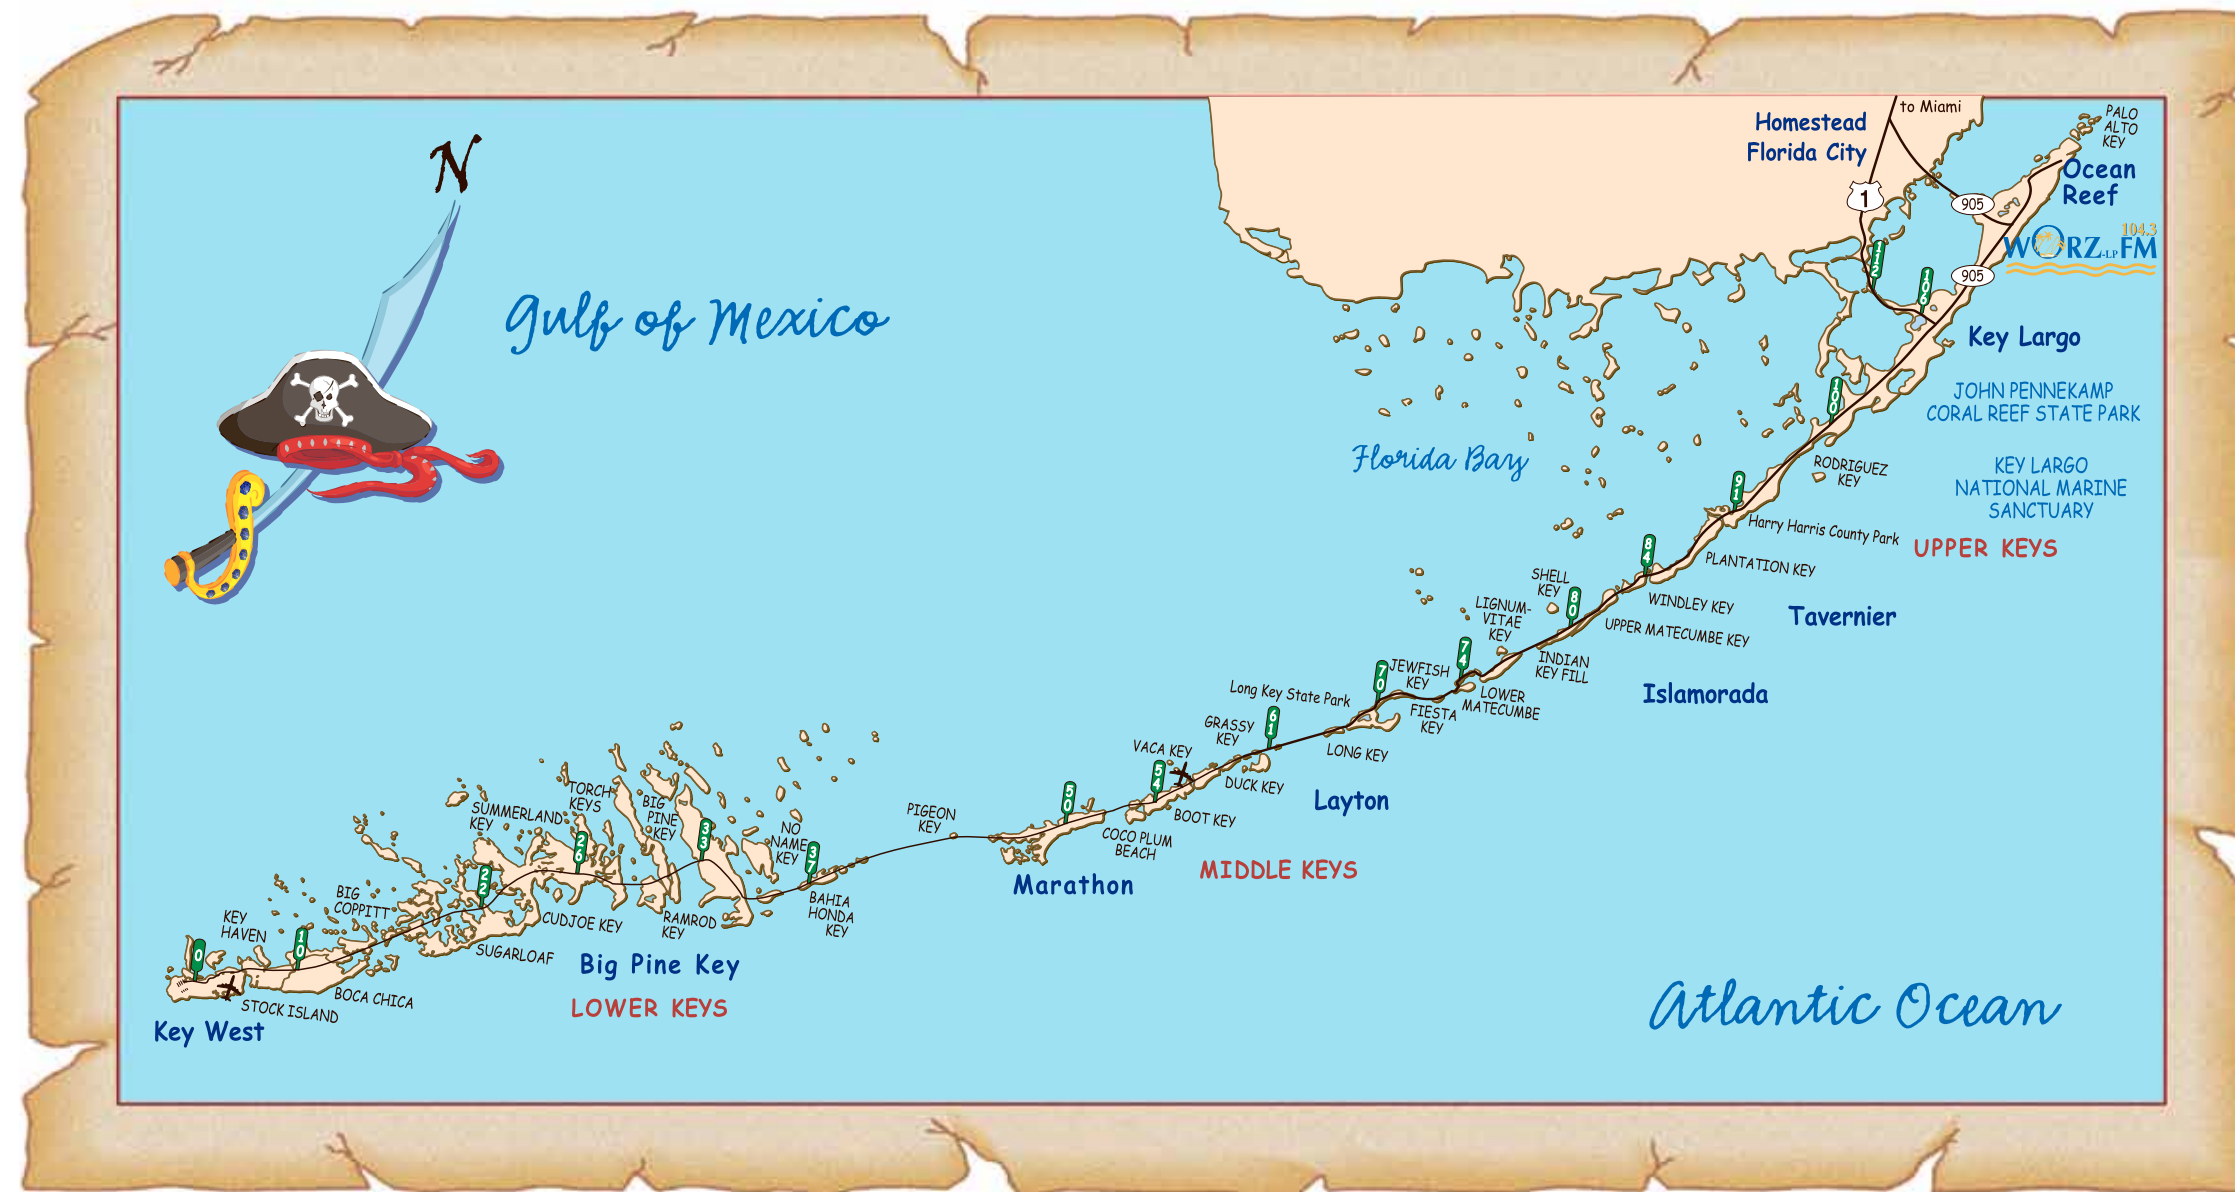 N
Gulf of Mexico
Homestead
Florida City
to Miami
PALO
ALTO
KEY
Ocean
Reef
1
905
104.3
WORZ-LP FM
905
112
106
Key Largo
JOHN PENNEKAMP
CORAL REEF STATE PARK
100
Florida Bay
RODRIGUEZ
KEY
KEY LARGO
NATIONAL MARINE
SANCTUARY
91
Harry Harris County Park
UPPER KEYS
84
PLANTATION KEY
SHELL
KEY
80
WINDLEY KEY
Tavernier
LIGNUM-
VITAE
KEY
UPPER MATECUMBE KEY
74
INDIAN
KEY FILL
Islamorada
70
JEWFISH
KEY
LOWER
MATECUMBE
FIESTA
KEY
Long Key State Park
61
GRASSY
KEY
LONG KEY
VACA KEY
54
DUCK KEY
Layton
50
BOOT KEY
COCO PLUM
BEACH
MIDDLE KEYS
Marathon
PIGEON
KEY
TORCH
KEYS
BIG
PINE
KEY
SUMMERLAND
KEY
26
33
NO
NAME
KEY
37
22
BIG
COPPITT
BAHIA
HONDA
KEY
KEY
HAVEN
CUDJOE KEY
RAMROD
KEY
0
10
SUGARLOAF
Big Pine Key
BOCA CHICA
STOCK ISLAND
LOWER KEYS
Key West
Atlantic Ocean